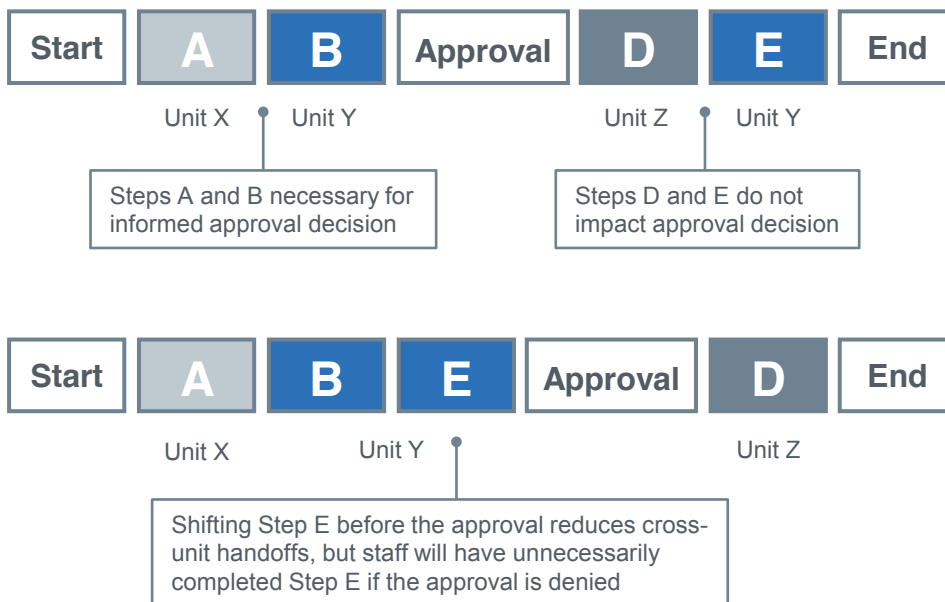 Start A B Approval D E End
Unit X Unit Y Unit Z Unit Y
Steps A and B necessary for
informed approval decision
Steps D and E do not
impact approval decision
Start A B E Approval D End
Unit X Unit Y Unit Z
Shifting Step E before the approval reduces cross-
unit handoffs, but staff will have unnecessarily
completed Step E if the approval is denied